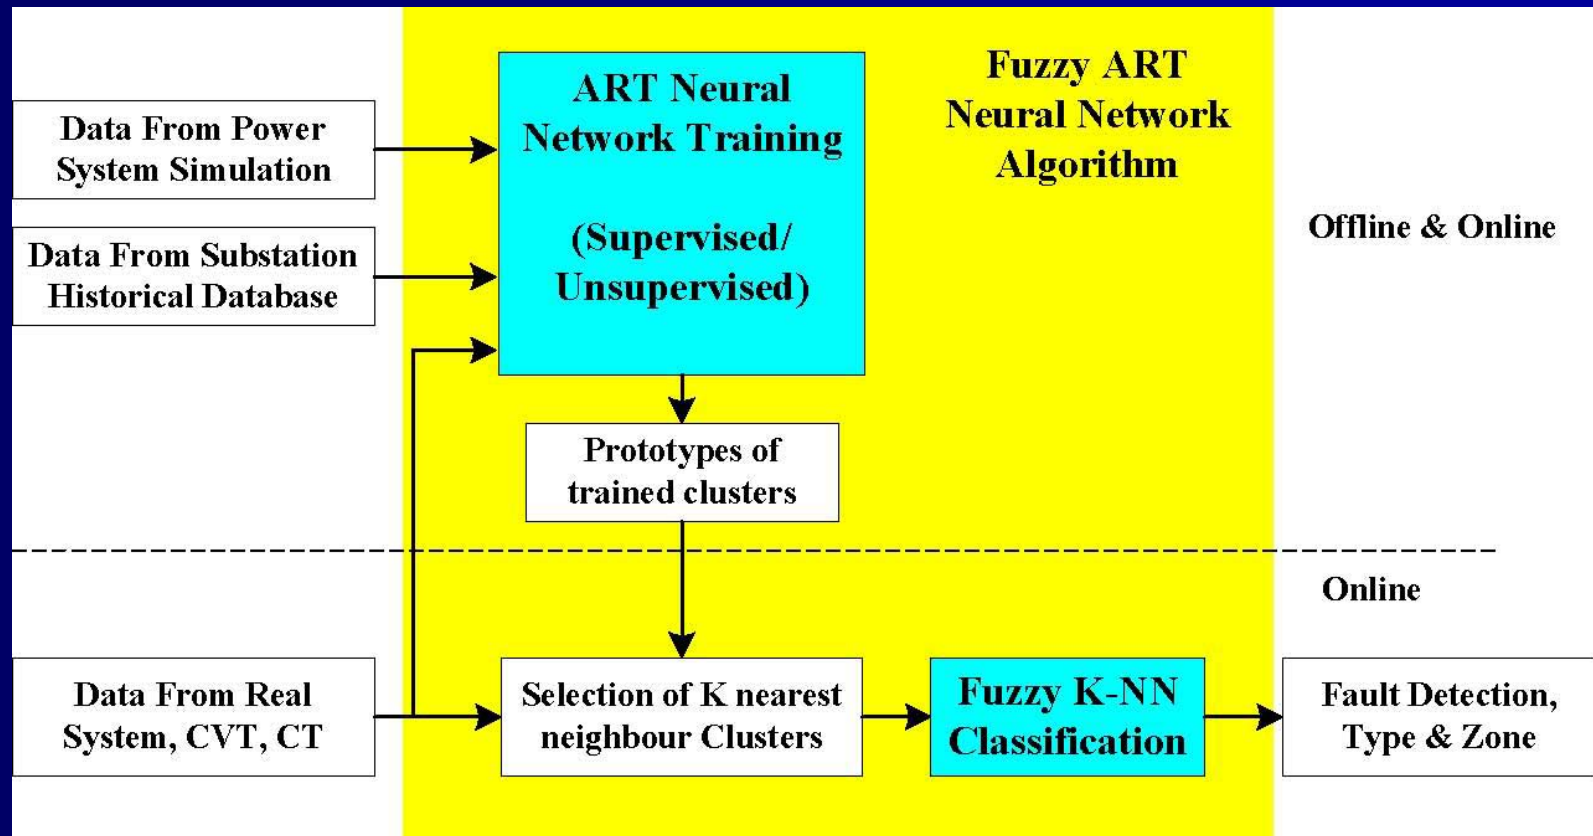 Data From Power
System Simulation
Data From Substation
Historical Database
ART Neural
Network Training
(Supervised/
Unsupervised)
Fuzzy ART
Neural Network
Algorithm
Offline & Online
Prototypes of
trained clusters
Online
Data From Real
System, CVT, CT
Selection of K nearest
neighbour Clusters
Fuzzy K-NN
Classification
Fault Detection,
Type & Zone